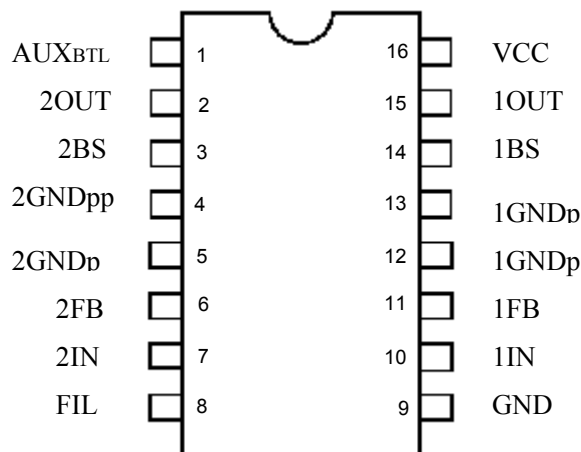 AUXBTL 1 16 VCC
2OUT 2 15 1OUT
2BS 3 14 1BS
2GNDpp 4 13 1GNDp
2GNDp 5 12 1GNDp
2FB 6 11 1FB
2IN 7 10 1IN
FIL 8 9 GND